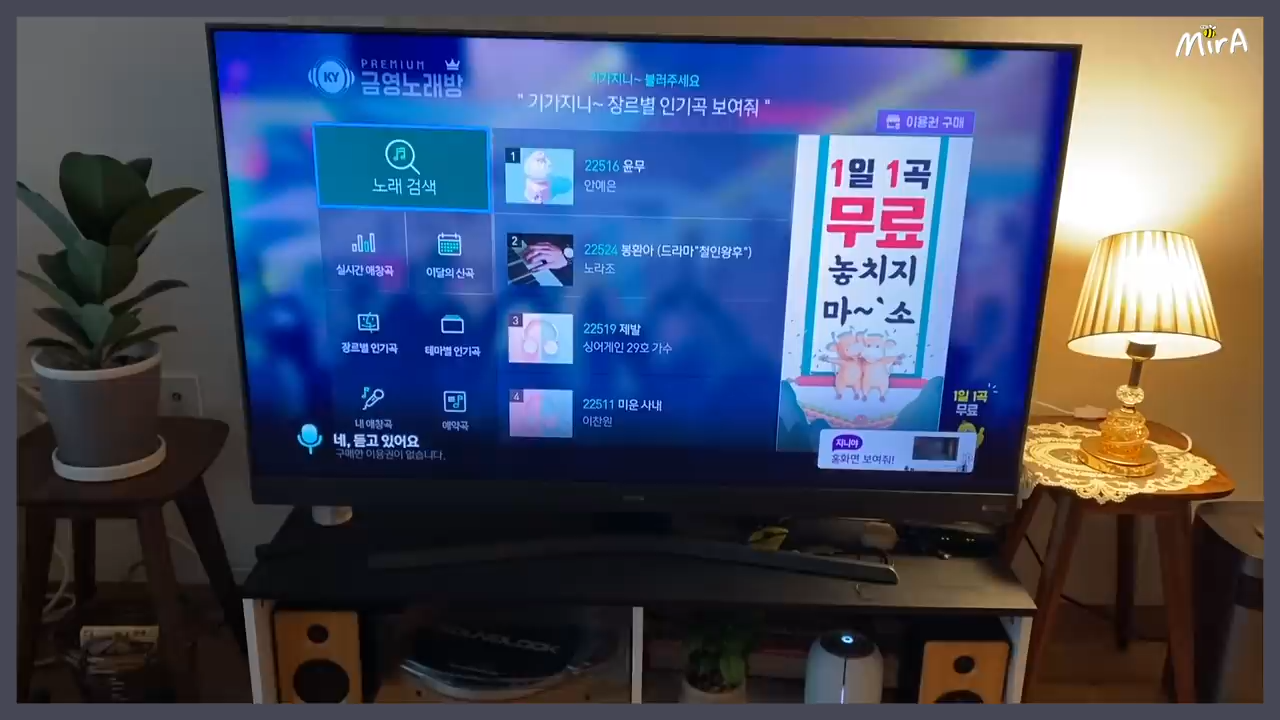 MirA
KY
PREMIUM
금영노래방
기가지니~ 불러주세요
" 기가지니~ 장르별 인기곡 보여줘 "
이용권 구매
노래 검색
실시간 애창곡
이달의 신곡
장르별 인기곡
테마별 인기곡
내 애창곡
예약곡
1
22516 윤무
안예은
2
22524 봉환아 (드라마"철인왕후")
노라조
3
22519 제발
싱어게인 29호 가수
4
22511 미운 사내
이찬원
1일 1곡
무료
놓치지
마~소
1일 1곡
무료
네, 듣고 있어요
구매한 이용권이 없습니다.
지니야
홈화면 보여줘!